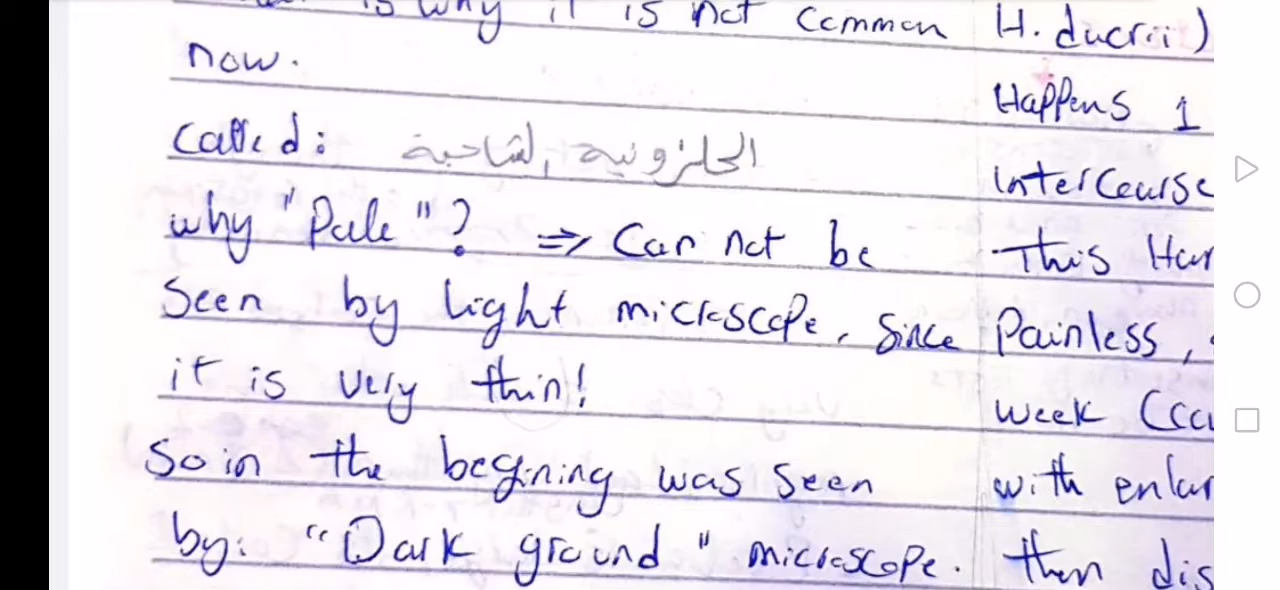 is why it is not common
now.
called: الحلزونية الشاحبة
why "Pale"? ⇒ Can not be
seen by light microscope, since
it is very thin!
So in the begining was seen
by: "Dark ground" microscope.
H. ducrii)
Happens 1
Intercourse
This Har
Painless,
week
with enlar
then dis